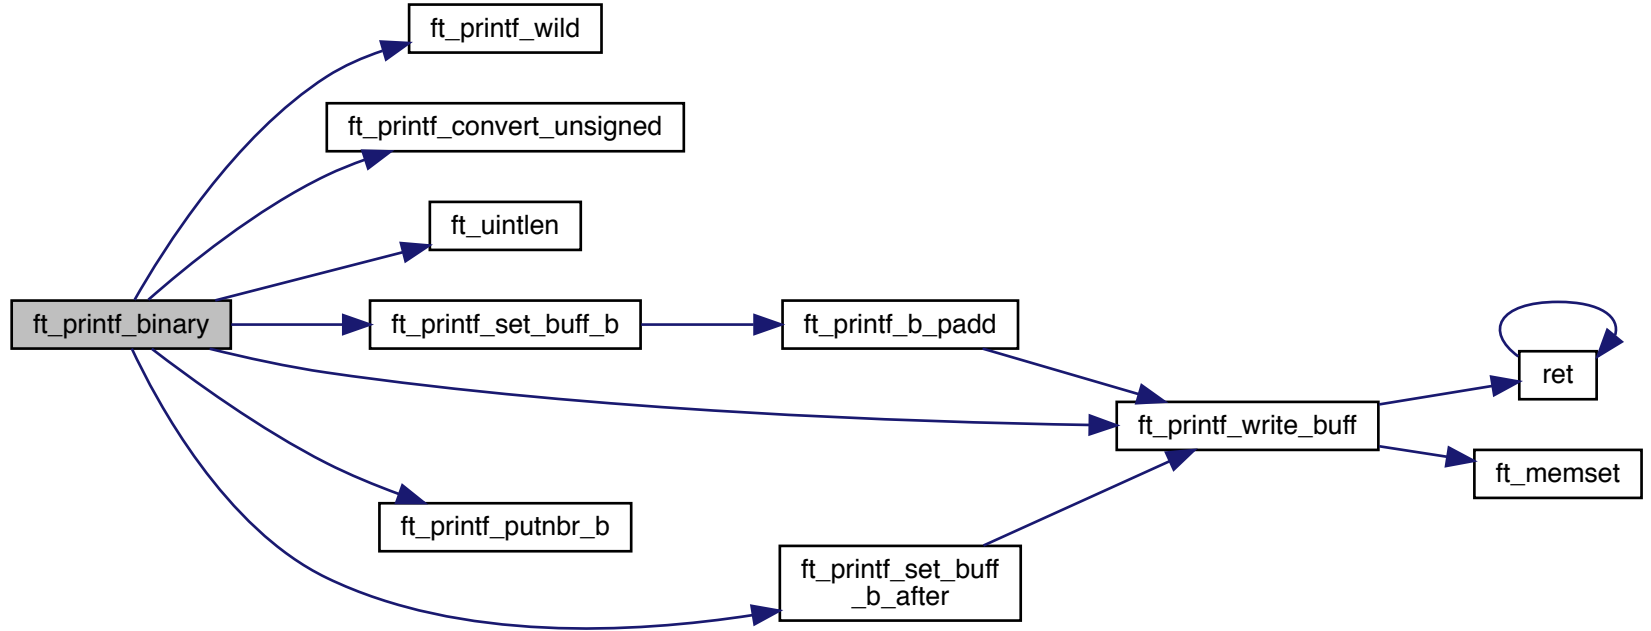 ft_printf_wild
ft_printf_convert_unsigned
ft_uintlen
ft_printf_binary
ft_printf_set_buff_b
ft_printf_b_padd
ret
ft_printf_write_buff
ft_memset
ft_printf_putnbr_b
ft_printf_set_buff
_b_after